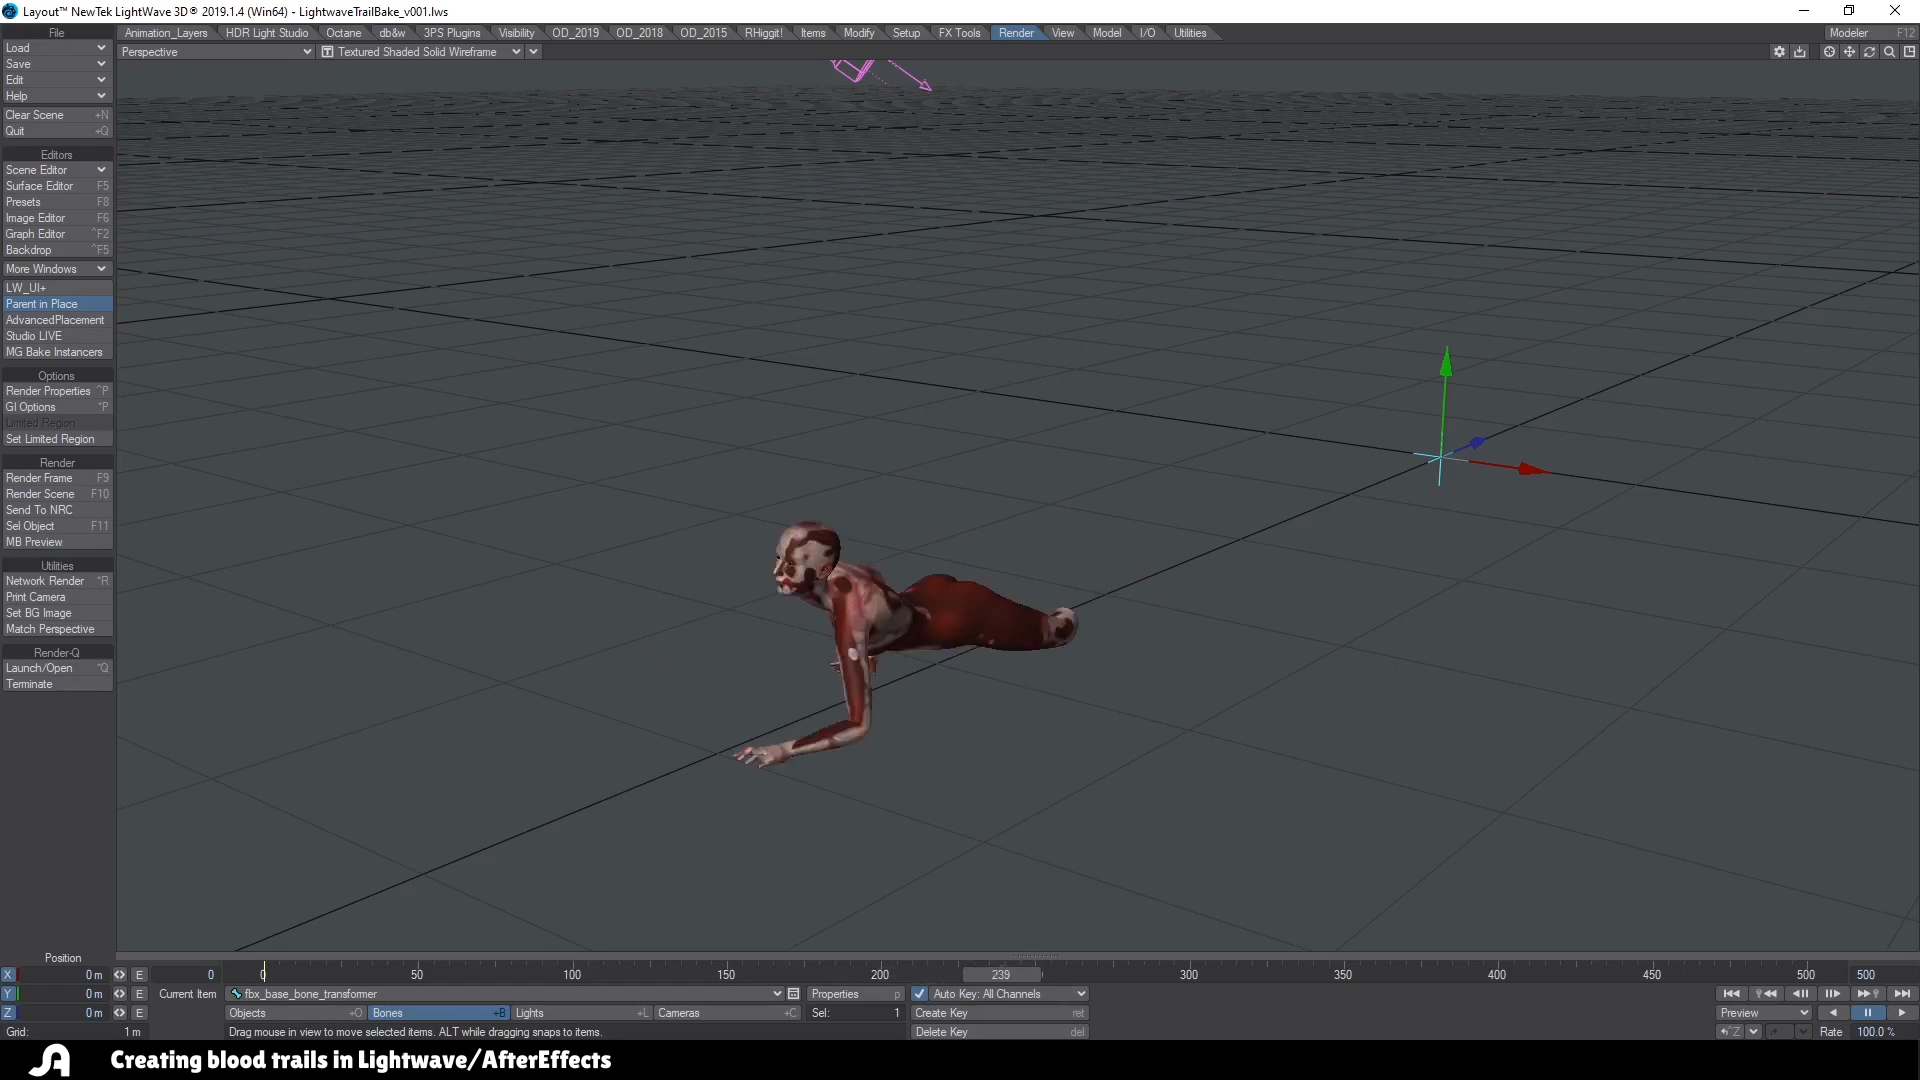 Layout™ NewTek LightWave 3D® 2019.1.4 (Win64) - LightwaveTrailBake_v001.lws
File Animation_Layers HDR Light Studio Octane db&w 3PS Plugins Visibility OD_2019 OD_2018 OD_2015 RHiggit! Items Modify Setup FX Tools Render View Model I/O Utilities Modeler F12
Load Perspective Textured Shaded Solid Wireframe
Save
Edit
Help
Clear Scene +N
Quit +Q
Editors
Scene Editor
Surface Editor F5
Presets F8
Image Editor F6
Graph Editor ^F2
Backdrop ^F5
More Windows
LW_UI+
Parent in Place
AdvancedPlacement
Studio LIVE
MG Bake Instancers
Options
Render Properties ^P
GI Options *P
Limited Region
Set Limited Region
Render
Render Frame F9
Render Scene F10
Send To NRC
Sel Object F11
MB Preview
Utilities
Network Render *R
Print Camera
Set BG Image
Match Perspective
Render-Q
Launch/Open *Q
Terminate
Position
X 0 m E 0 0 50 100 150 200 239 300 350 400 450 500 500
Y 0 m E Current Item fbx_base_bone_transformer Properties p Auto Key: All Channels
Z 0 m E Objects +O Bones +B Lights +L Cameras +C Sel: 1 Create Key ret Preview
Grid: 1 m Drag mouse in view to move selected items. ALT while dragging snaps to items. Delete Key del ^Z Rate 100.0 %
Creating blood trails in Lightwave/AfterEffects